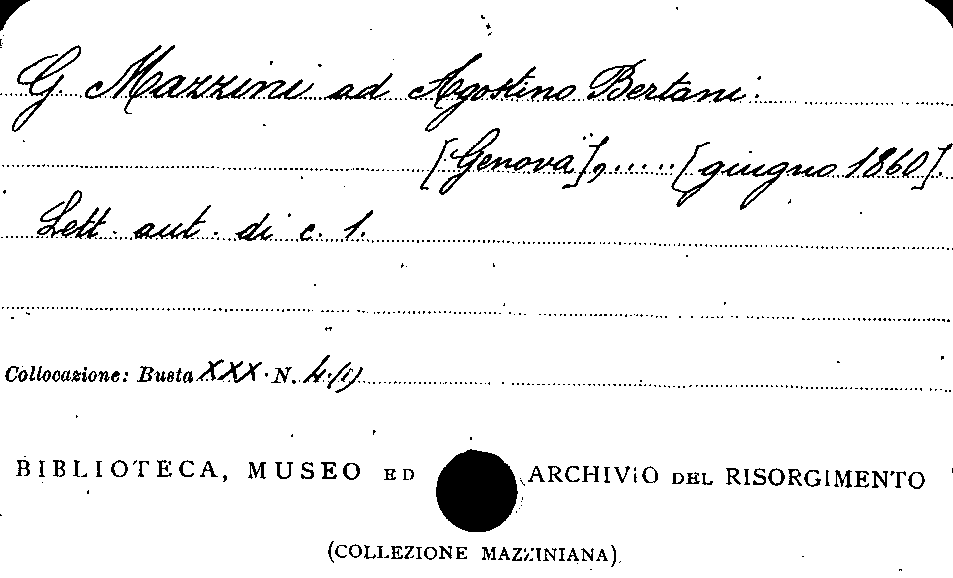 G. Mazzini ad Agostino Bertani.
[Genova], ..... [giugno 1860].
Lett. aut. di c. 1.
Collocazione: Busta XXX. N. 4.(1)
BIBLIOTECA, MUSEO ED ARCHIVIO DEL RISORGIMENTO
(COLLEZIONE MAZZINIANA)